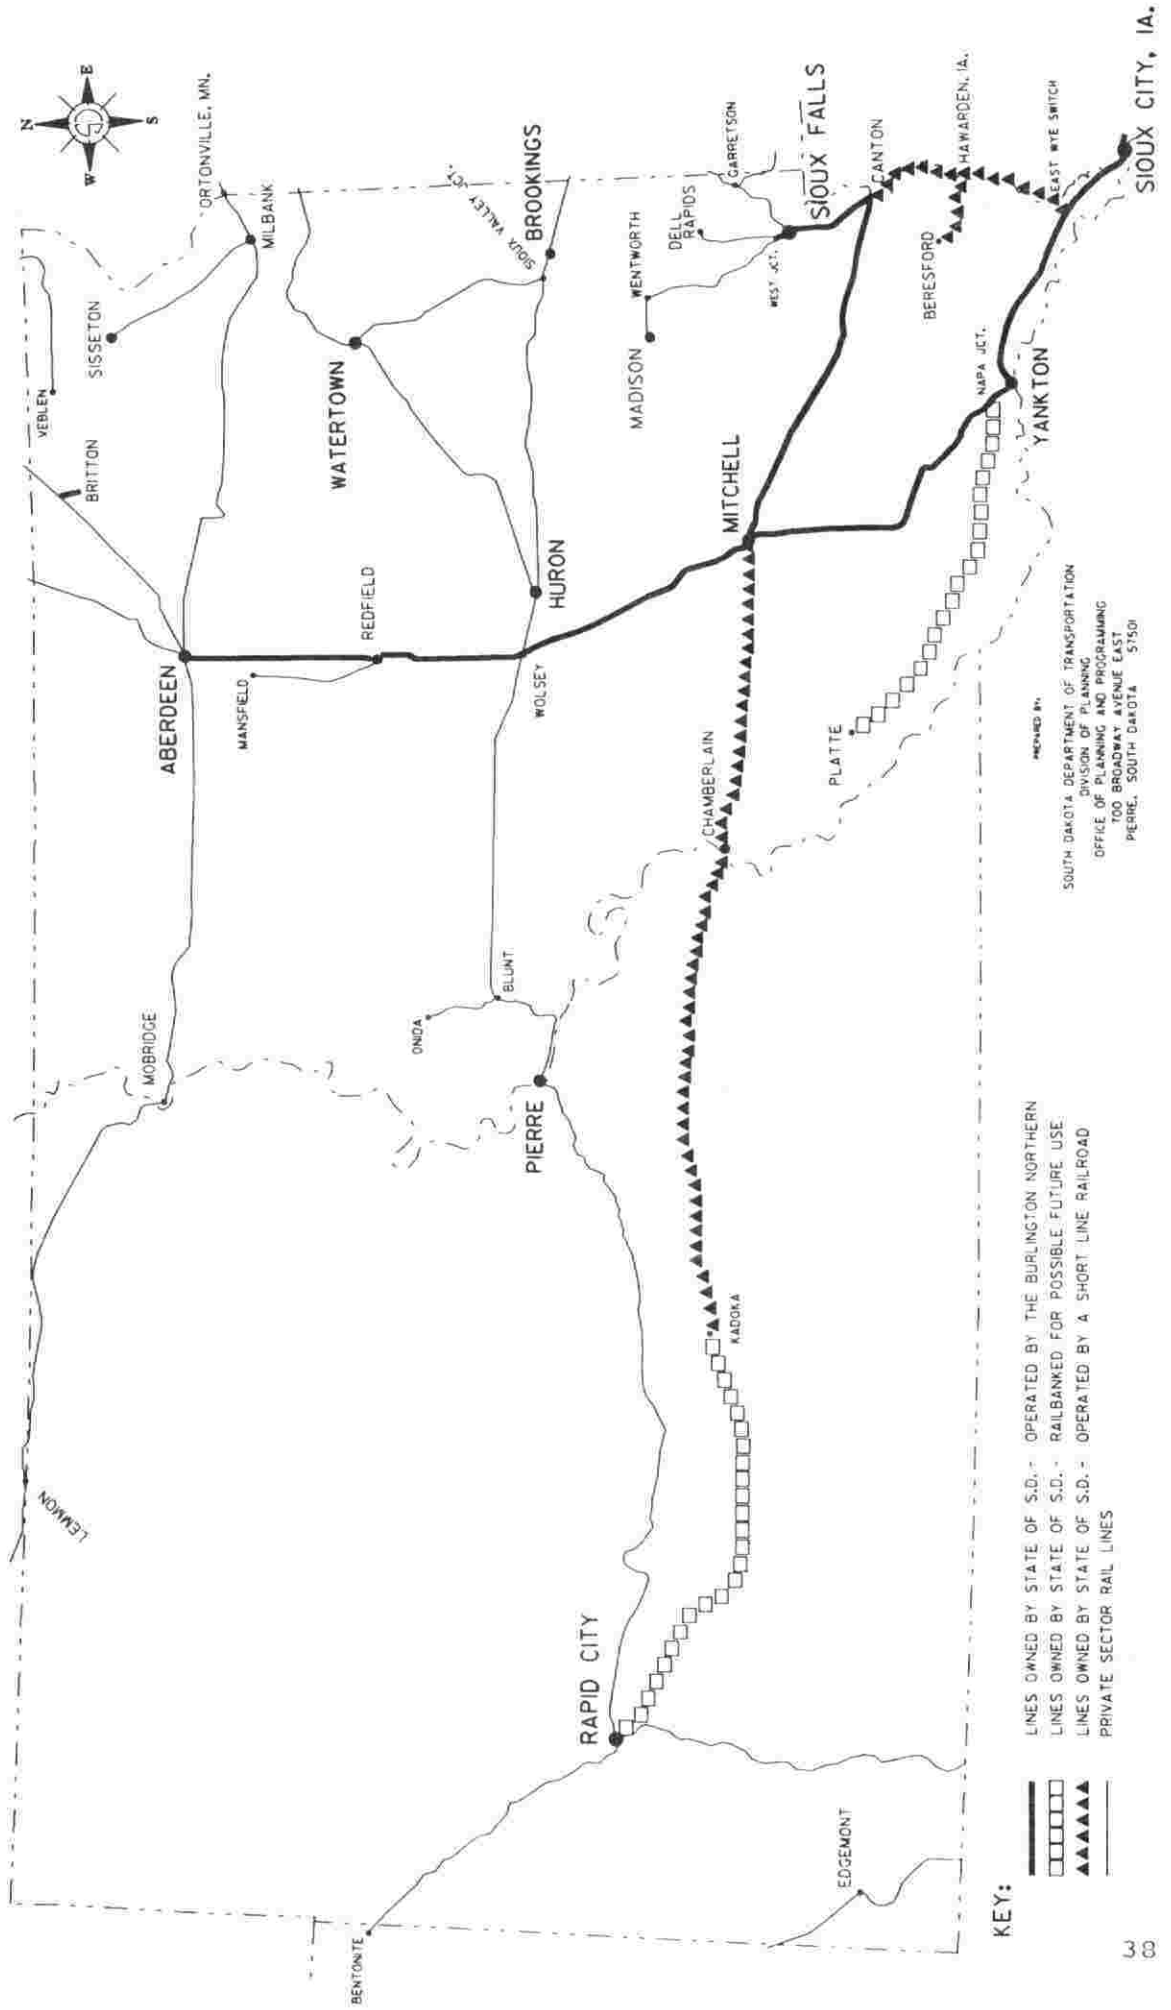 N
W
E
S
ORTONVILLE, MN.
VEBLEN
SISSETON
BRITTON
MILBANK
LEMMON
MOBRIDGE
ABERDEEN
MANSFIELD
REDFIELD
WATERTOWN
SIOUX VALLEY JCT.
BROOKINGS
ONIDA
BLUNT
PIERRE
WOLSEY
HURON
BENTONITE
RAPID CITY
MADISON
WENTWORTH
DELL
RAPIDS
GARRETSON
SIOUX FALLS
WEST JCT.
KADOKA
CHAMBERLAIN
MITCHELL
CANTON
EDGEMONT
PLATTE
BERESFORD
HAWARDEN, IA.
NAPA JCT.
YANKTON
EAST WYE SWITCH
SIOUX CITY, IA.
KEY:
LINES OWNED BY STATE OF S.D. - OPERATED BY THE BURLINGTON NORTHERN
LINES OWNED BY STATE OF S.D. - RAILBANKED FOR POSSIBLE FUTURE USE
LINES OWNED BY STATE OF S.D. - OPERATED BY A SHORT LINE RAILROAD
PRIVATE SECTOR RAIL LINES
PREPARED BY:
SOUTH DAKOTA DEPARTMENT OF TRANSPORTATION
DIVISION OF PLANNING
OFFICE OF PLANNING AND PROGRAMMING
700 BROADWAY AVENUE EAST
PIERRE, SOUTH DAKOTA 57501
38